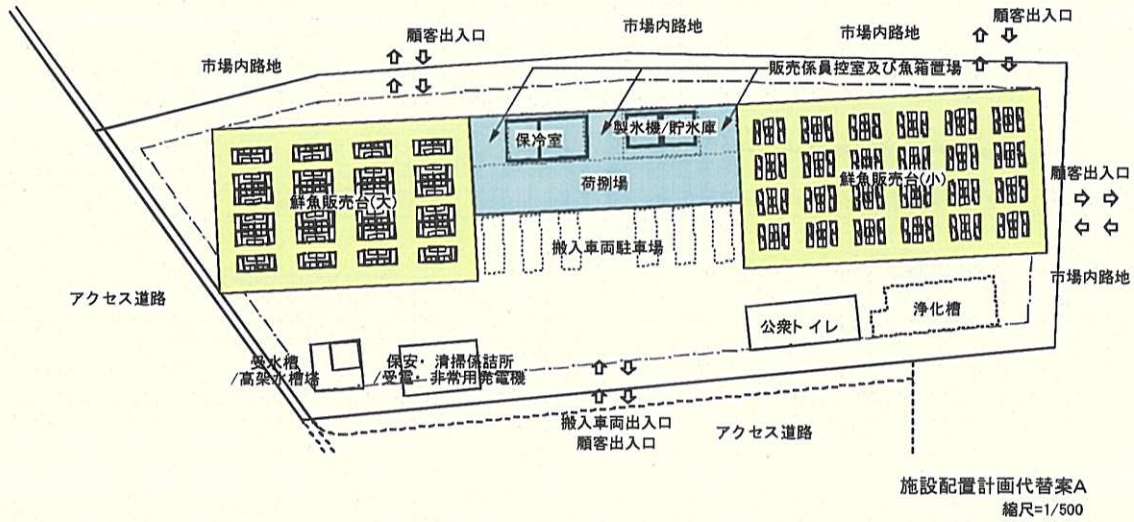 市場内路地
顧客出入口
市場内路地
市場内路地
顧客出入口
販売係員控室及び魚箱置場
保冷室
製氷機/貯氷庫
荷捌場
鮮魚販売台(大)
鮮魚販売台(小)
顧客出入口
搬入車両駐車場
市場内路地
アクセス道路
公衆トイレ
浄化槽
受水槽
/高架水槽塔
保安・清掃係詰所
/受電・非常用発電機
搬入車両出入口
顧客出入口
アクセス道路
施設配置計画代替案A
縮尺=1/500